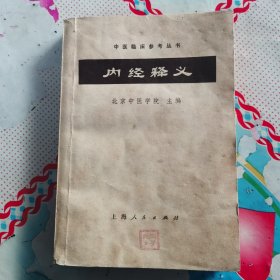 中医临床参考丛书
内经释义
北京中医学院 主编
上海人民出版社